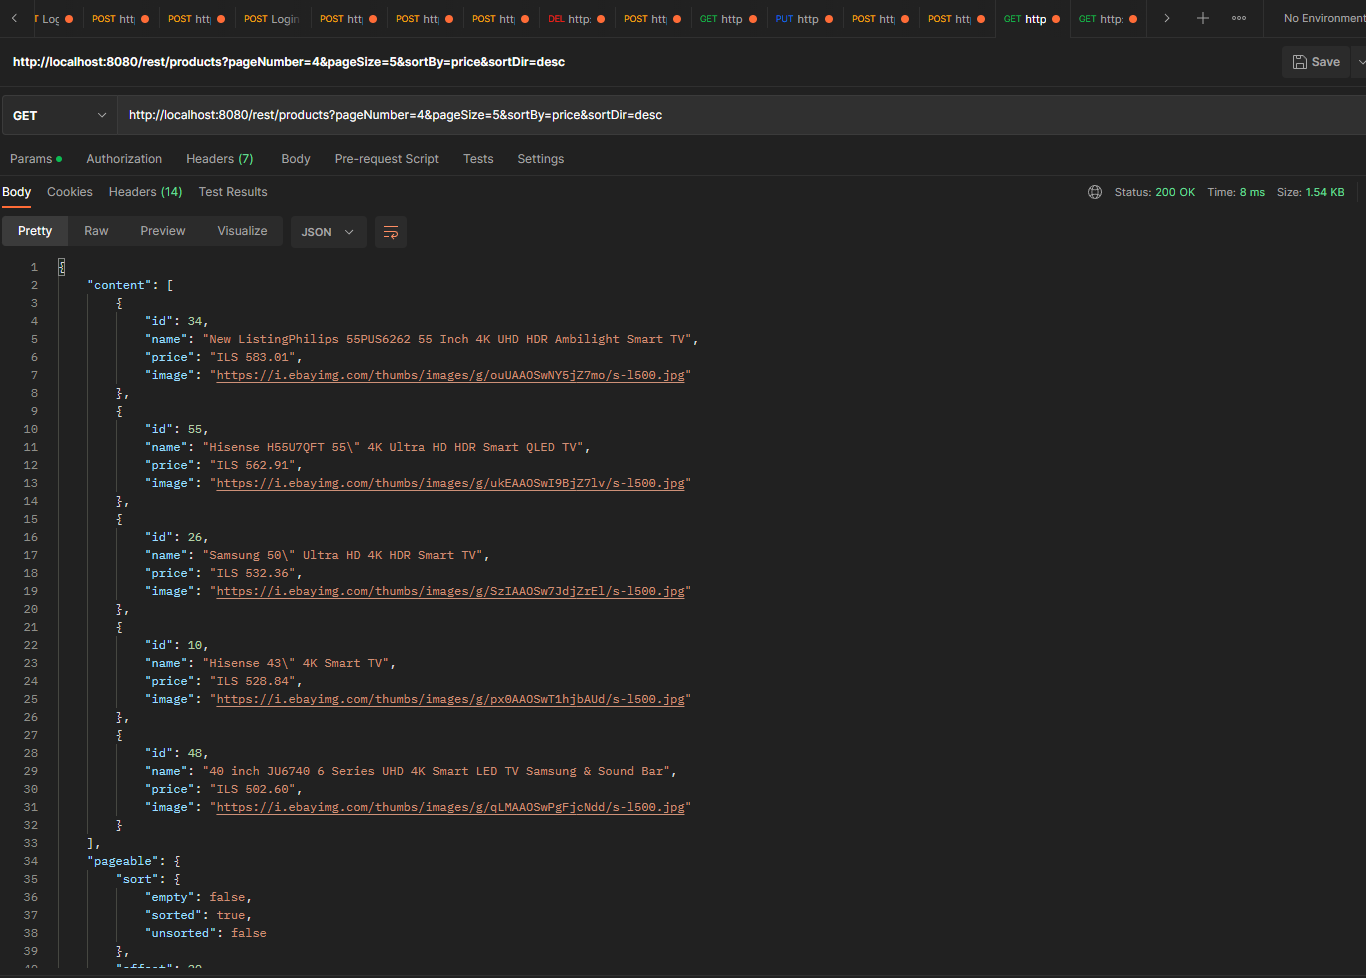 T Log POST htt POST htt POST Login POST htt POST htt POST htt DEL http: POST htt GET http PUT http POST htt POST htt GET http GET http: No Environment
http://localhost:8080/rest/products?pageNumber=4&pageSize=5&sortBy=price&sortDir=desc Save
GET http://localhost:8080/rest/products?pageNumber=4&pageSize=5&sortBy=price&sortDir=desc
Params Authorization Headers (7) Body Pre-request Script Tests Settings
Body Cookies Headers (14) Test Results Status: 200 OK Time: 8 ms Size: 1.54 KB
Pretty Raw Preview Visualize JSON
1 {
2 "content": [
3 {
4 "id": 34,
5 "name": "New ListingPhilips 55PUS6262 55 Inch 4K UHD HDR Ambilight Smart TV",
6 "price": "ILS 583.01",
7 "image": "https://i.ebayimg.com/thumbs/images/g/ouUAAOSwNY5jZ7mo/s-l500.jpg"
8 },
9 {
10 "id": 55,
11 "name": "Hisense H55U7QFT 55\" 4K Ultra HD HDR Smart QLED TV",
12 "price": "ILS 562.91",
13 "image": "https://i.ebayimg.com/thumbs/images/g/ukEAAOSwI9BjZ7lv/s-l500.jpg"
14 },
15 {
16 "id": 26,
17 "name": "Samsung 50\" Ultra HD 4K HDR Smart TV",
18 "price": "ILS 532.36",
19 "image": "https://i.ebayimg.com/thumbs/images/g/SzIAAOSw7JdjZrEl/s-l500.jpg"
20 },
21 {
22 "id": 10,
23 "name": "Hisense 43\" 4K Smart TV",
24 "price": "ILS 528.84",
25 "image": "https://i.ebayimg.com/thumbs/images/g/px0AAOSwT1hjbAUd/s-l500.jpg"
26 },
27 {
28 "id": 48,
29 "name": "40 inch JU6740 6 Series UHD 4K Smart LED TV Samsung & Sound Bar",
30 "price": "ILS 502.60",
31 "image": "https://i.ebayimg.com/thumbs/images/g/qLMAAOSwPgFjcNdd/s-l500.jpg"
32 }
33 ],
34 "pageable": {
35 "sort": {
36 "empty": false,
37 "sorted": true,
38 "unsorted": false
39 },